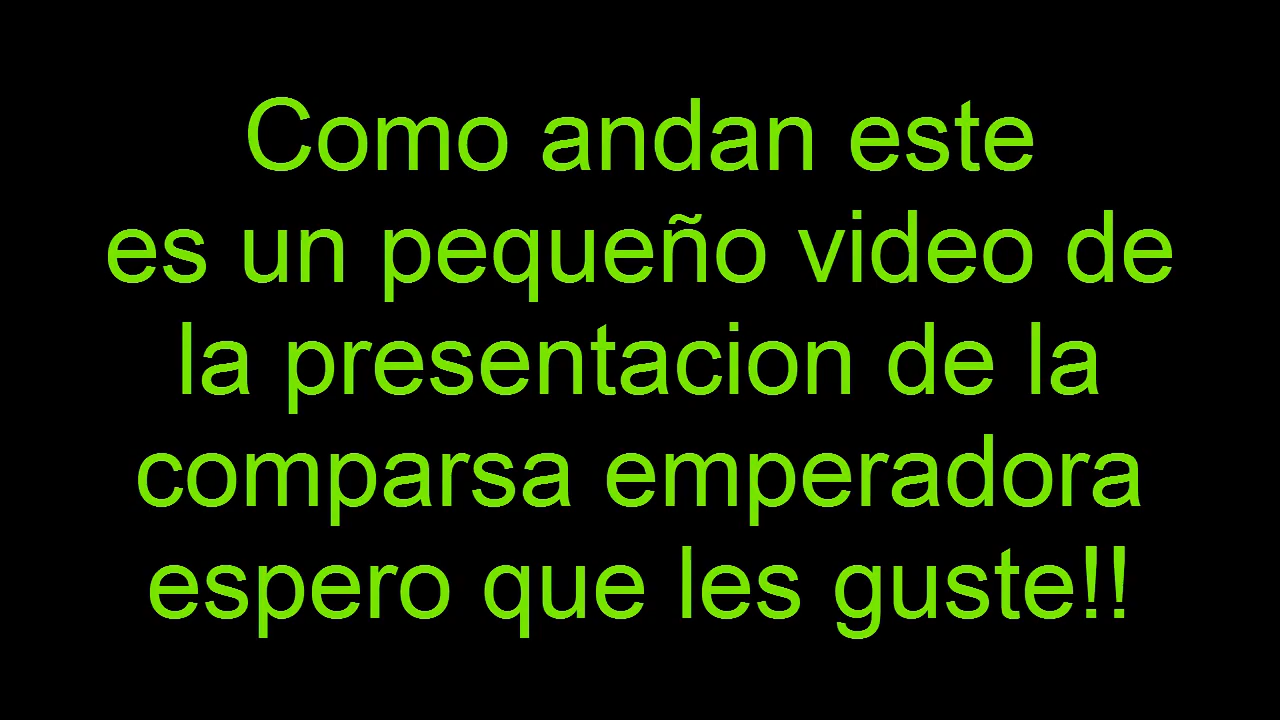 Como andan este
es un pequeño video de
la presentacion de la
comparsa emperadora
espero que les guste!!